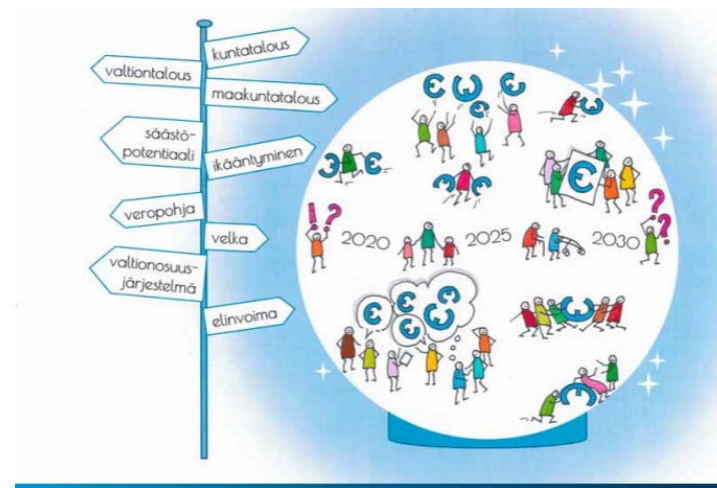 kuntatalous
valtiontalous
maakuntatalous
säästö-
potentiaali
ikääntyminen
veropohja
velka
valtionosuus-
järjestelmä
elinvoima
€ € €
€
€
€ €
€ €
€
!? 2020 2025 2030 ??
€ € €
€ €
€
€